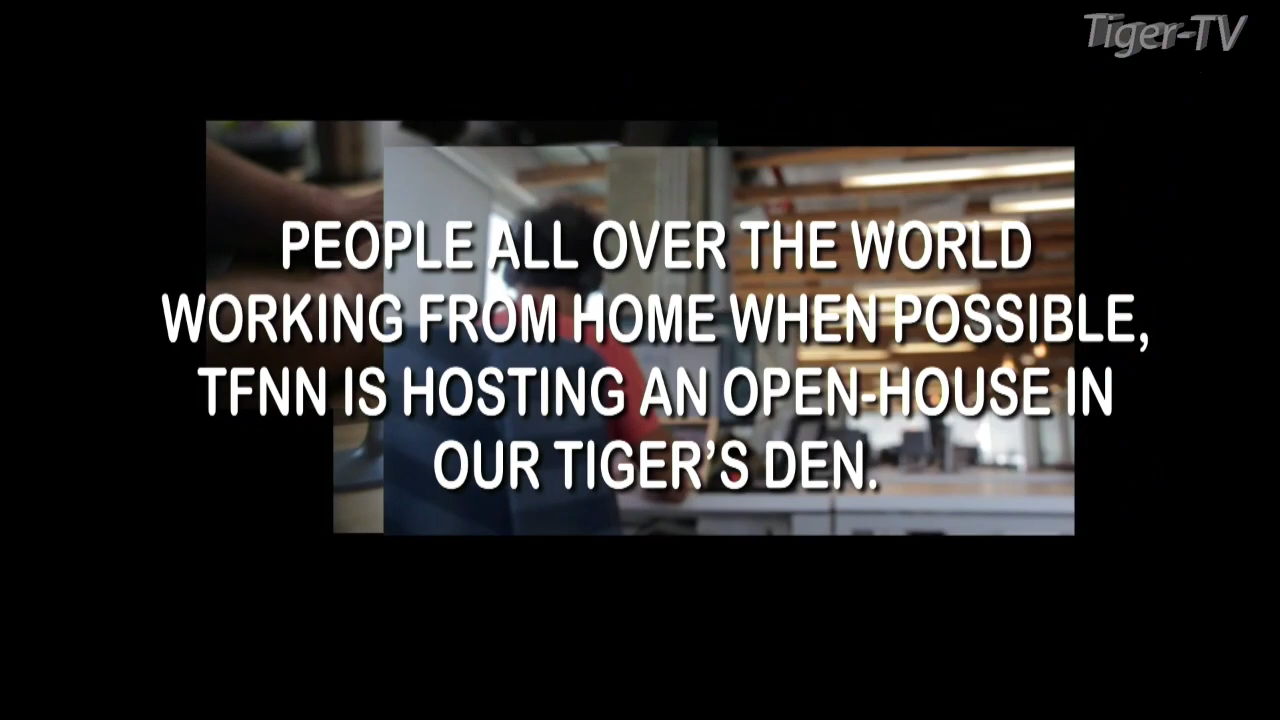 Tiger-TV
PEOPLE ALL OVER THE WORLD
WORKING FROM HOME WHEN POSSIBLE,
TFNN IS HOSTING AN OPEN-HOUSE IN
OUR TIGER’S DEN.